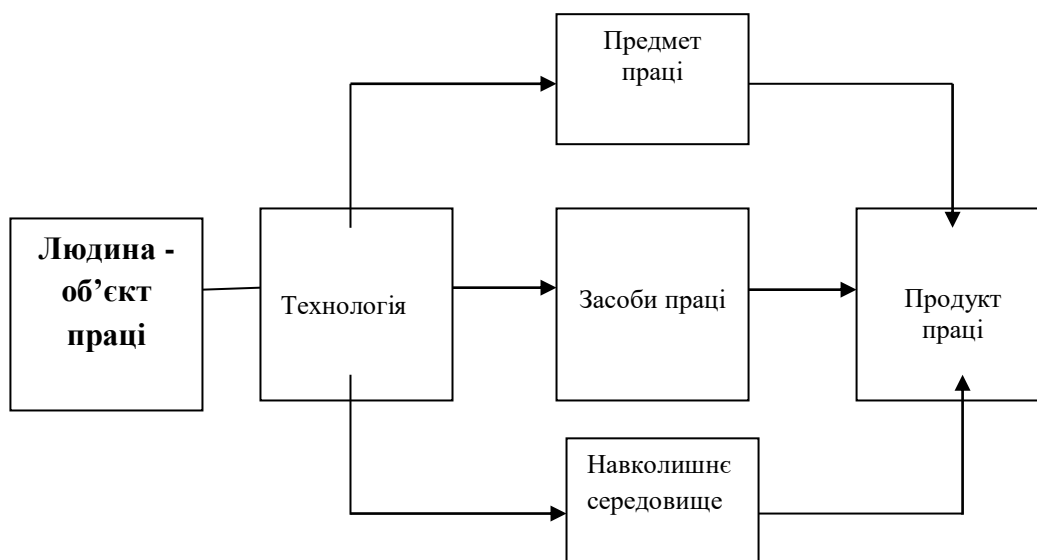 Предмет
праці
Людина -
об’єкт
праці
Технологія
Засоби праці
Продукт
праці
Навколишнє
середовище